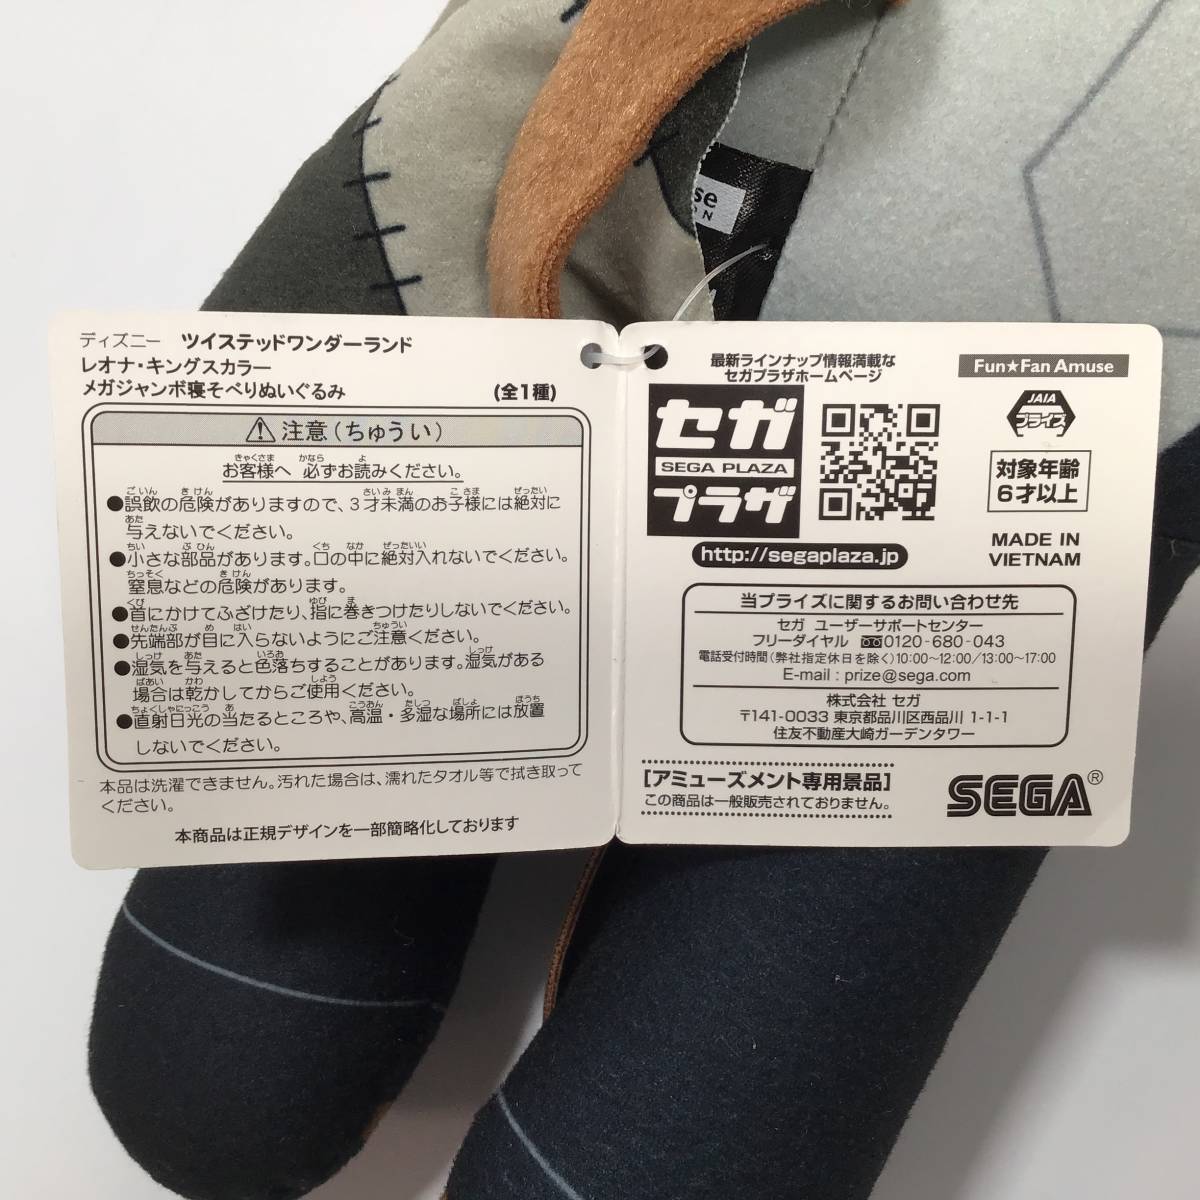 ディズニー ツイステッドワンダーランド
レオナ・キングスカラー
メガジャンボ寝そべりぬいぐるみ (全1種)
注意(ちゅうい)
お客様へ 必ずお読みください。
●誤飲の危険がありますので、3才未満のお子様には絶対に
与えないでください。
●小さな部品があります。口の中に絶対入れないでください。
窒息などの危険があります。
●首にかけてふざけたり、指に巻きつけたりしないでください。
●先端部が目に入らないようにご注意ください。
●湿気を与えると色落ちすることがあります。湿気がある
場合は乾かしてからご使用ください。
●直射日光の当たるところや、高温・多湿な場所には放置
しないでください。
本品は洗濯できません。汚れた場合は、濡れたタオル等で拭き取って
ください。
本商品は正規デザインを一部簡略化しております
最新ラインナップ情報満載な
セガプラザホームページ
セガ
SEGA PLAZA
プラザ
http://segaplaza.jp
Fun★Fan Amuse
JAIA
プライズ
対象年齢
6才以上
MADE IN
VIETNAM
当プライズに関するお問い合わせ先
セガ ユーザーサポートセンター
フリーダイヤル 0120-680-043
電話受付時間(弊社指定休日を除く)10:00～12:00/13:00～17:00
E-mail : prize@sega.com
株式会社 セガ
〒141-0033 東京都品川区西品川 1-1-1
住友不動産大崎ガーデンタワー
[アミューズメント専用景品]
この商品は一般販売されておりません。
SEGA®